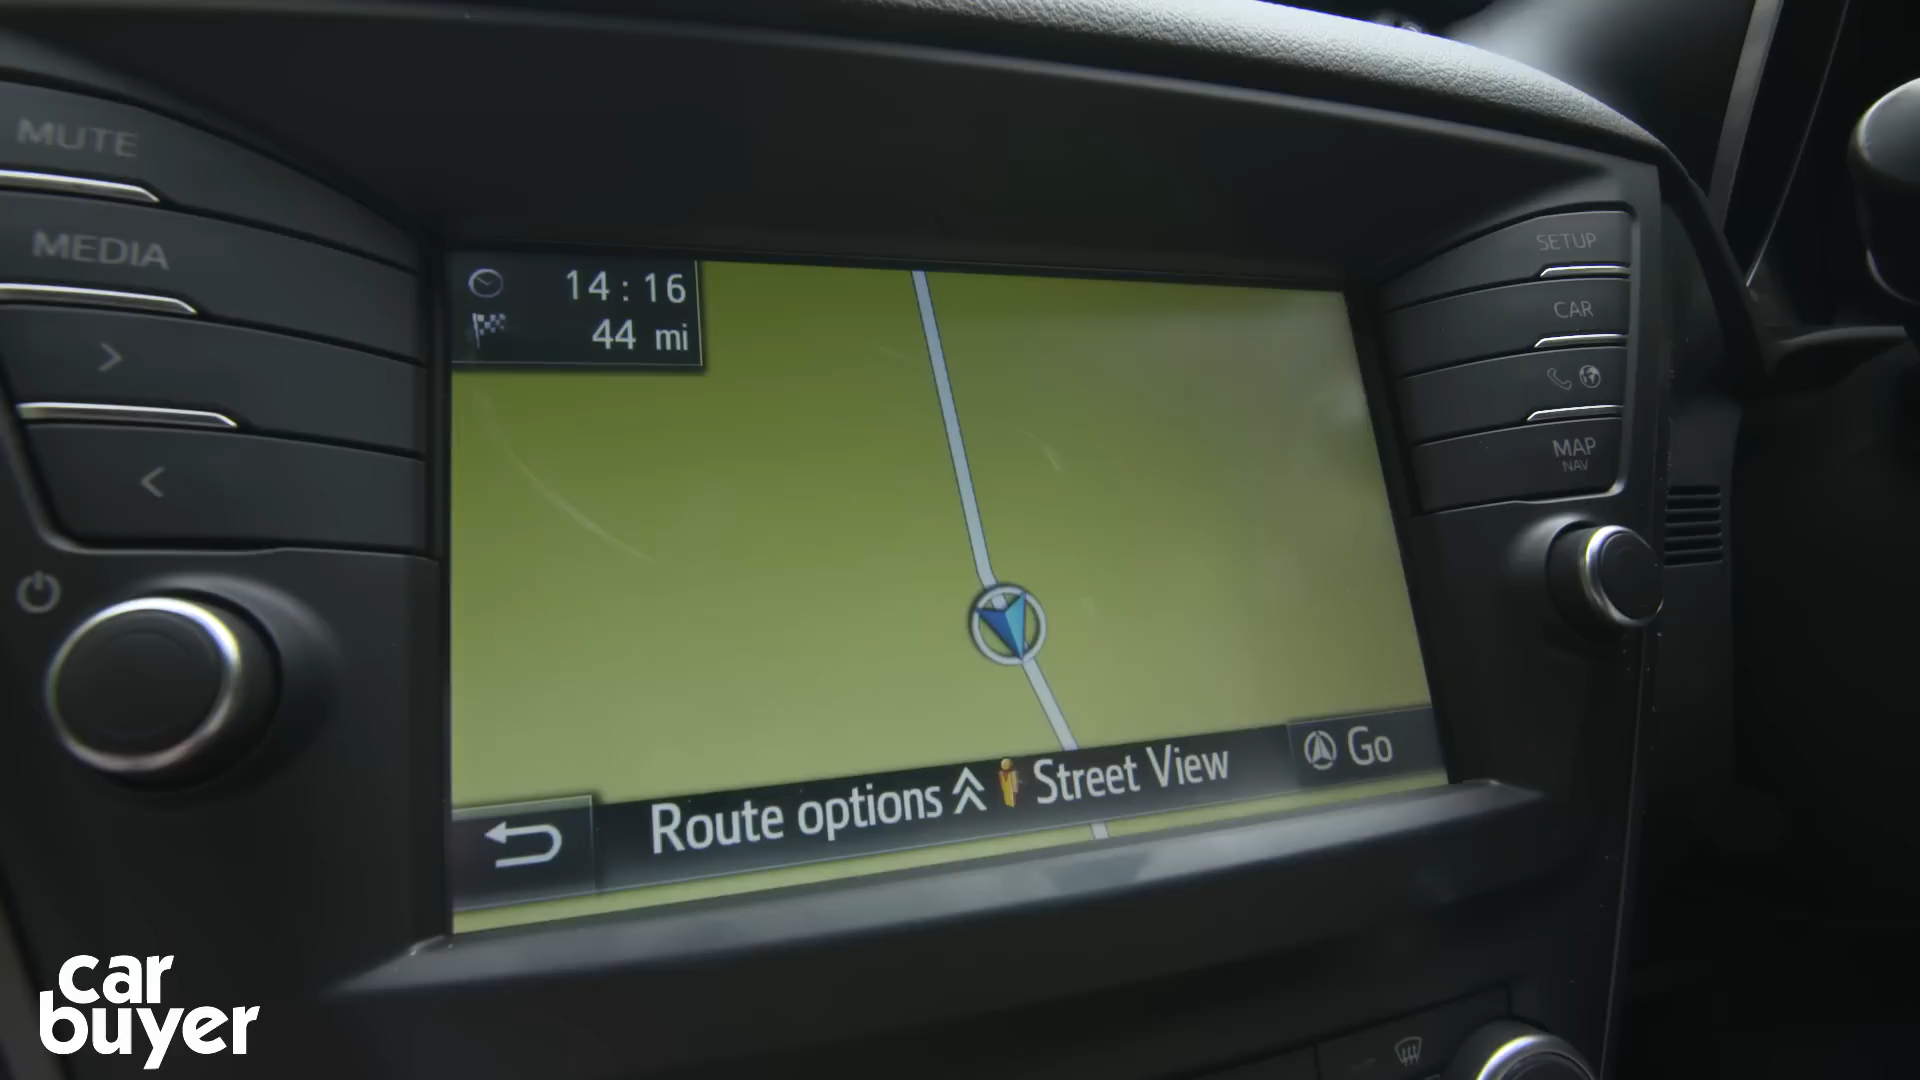 MUTE
MEDIA
14:16
44 mi
Route options
Street View
Go
SETUP
CAR
MAP
NAV
car
buyer